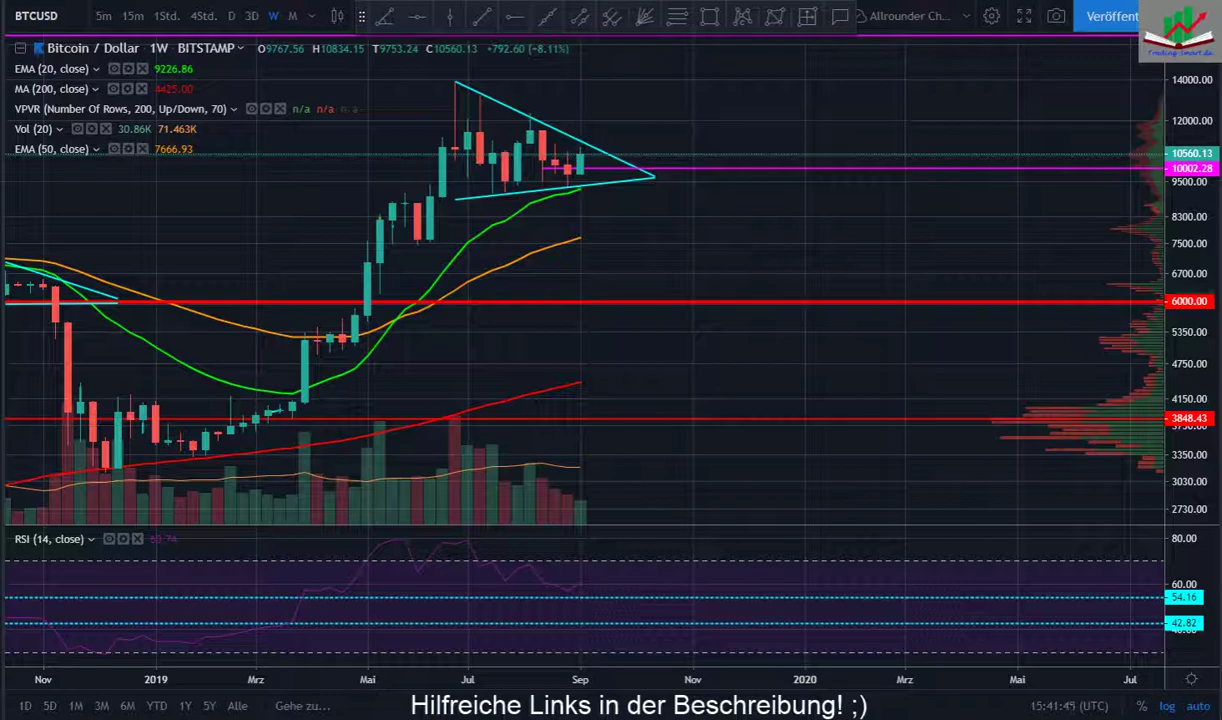 BTCUSD 5m 15m 1Std. 4Std. D 3D W M Allrounder Ch... Veröffent
Bitcoin / Dollar 1W BITSTAMP O9767.56 H10834.15 T9753.24 C10560.13 +792.60 (+8.11%)
EMA (20, close) 9226.86
MA (200, close) 4425.00
VPVR (Number Of Rows, 200, Up/Down, 70) n/a n/a n/a
Vol (20) 30.86K 71.463K
EMA (50, close) 7666.93
14000.00
12000.00
10560.13
10002.28
9500.00
8300.00
7500.00
6700.00
6000.00
5350.00
4750.00
4150.00
3848.43
3350.00
3030.00
2730.00
RSI (14, close)
80.00
60.00
54.16
42.82
Nov 2019 Mrz Mai Jul Sep Nov 2020 Mrz Mai Jul
1D 5D 1M 3M 6M YTD 1Y 5Y Alle Gehe zu... 15:41:45 (UTC) % log auto
Hilfreiche Links in der Beschreibung! ;)